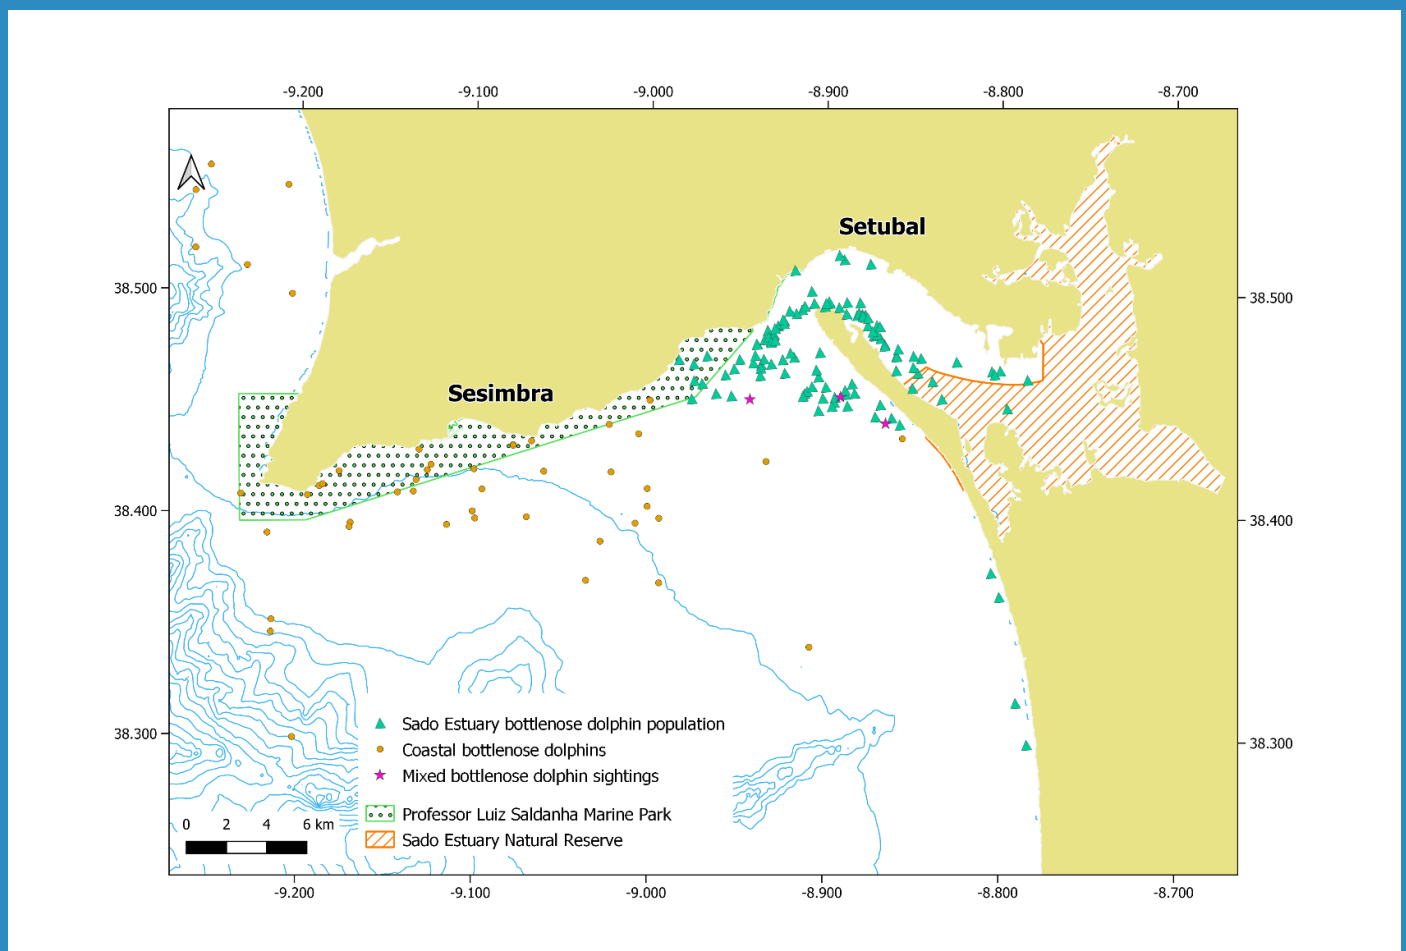 -9.200 -9.100 -9.000 -8.900 -8.800 -8.700
Setubal
38.500 38.500
Sesimbra
38.400 38.400
Sado Estuary bottlenose dolphin population
38.300 38.300
Coastal bottlenose dolphins
Mixed bottlenose dolphin sightings
Professor Luiz Saldanha Marine Park
0 2 4 6 km
Sado Estuary Natural Reserve
-9.200 -9.100 -9.000 -8.900 -8.800 -8.700